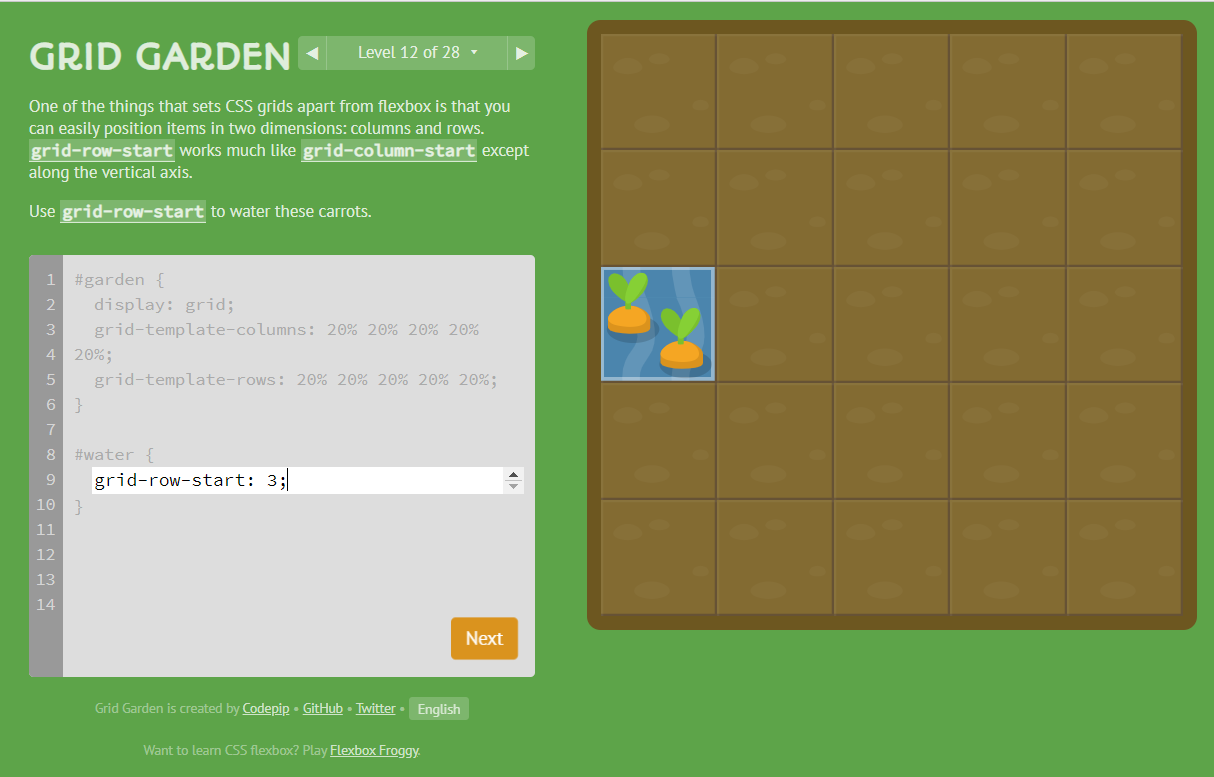 GRID GARDEN
◀ Level 12 of 28 ▾ ▶
One of the things that sets CSS grids apart from flexbox is that you
can easily position items in two dimensions: columns and rows.
grid-row-start works much like grid-column-start except
along the vertical axis.
Use grid-row-start to water these carrots.
1 #garden {
2   display: grid;
3   grid-template-columns: 20% 20% 20% 20%
4 20%;
5   grid-template-rows: 20% 20% 20% 20% 20%;
6 }
7
8 #water {
9   grid-row-start: 3;
10 }
11
12
13
14
Next
Grid Garden is created by Codepip • GitHub • Twitter • English
Want to learn CSS flexbox? Play Flexbox Froggy.